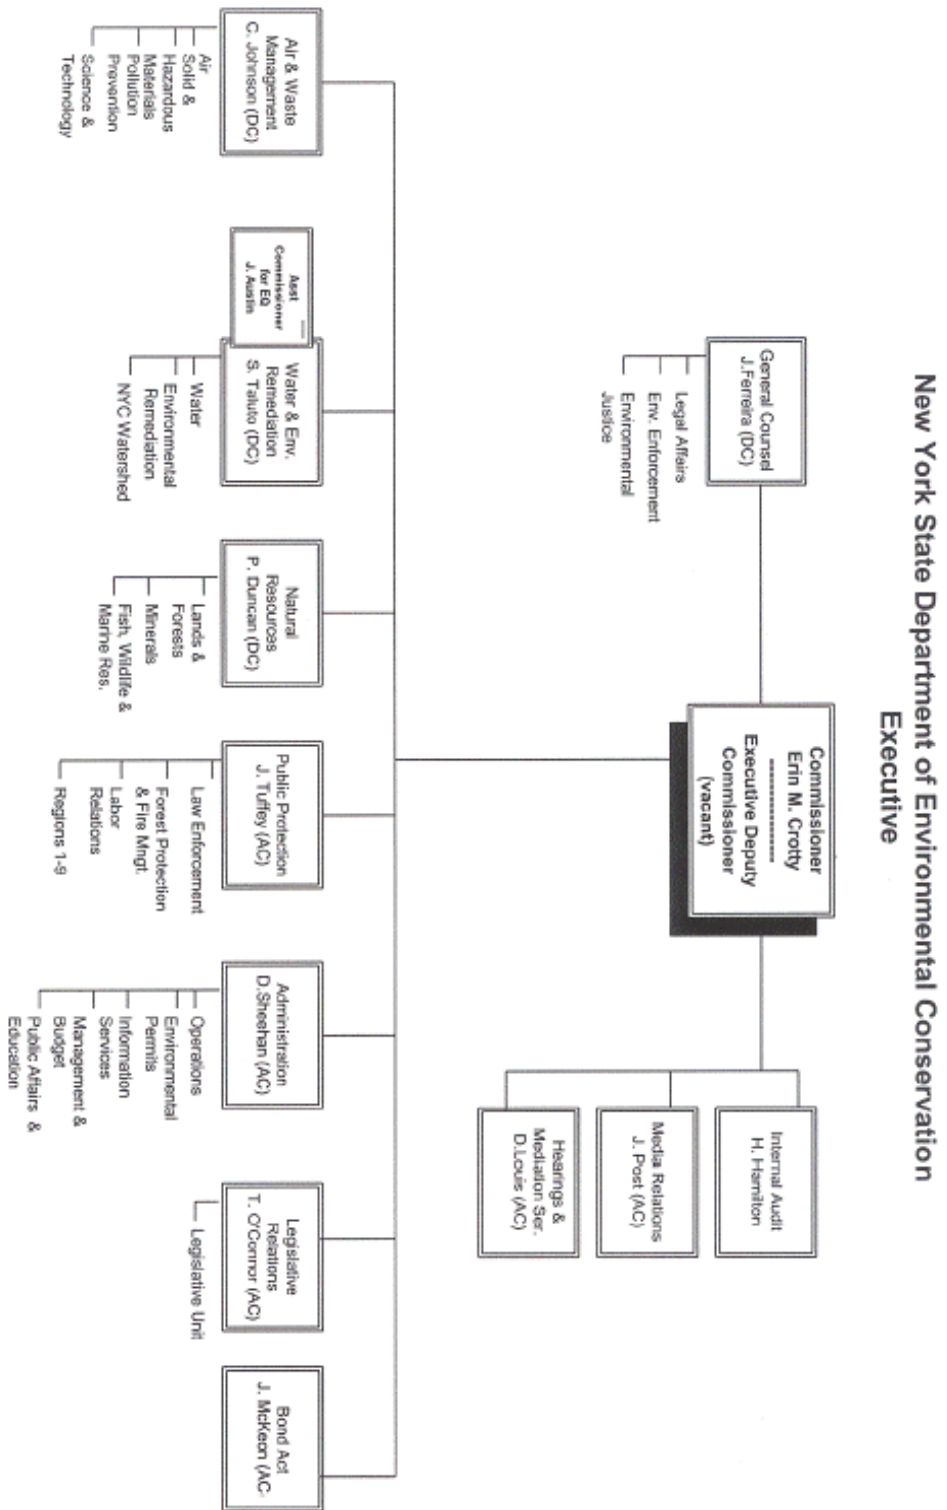 New York State Department of Environmental Conservation
Executive
Commissioner
Erin M. Crotty
-------------
Executive Deputy
Commissioner
(vacant)
General Counsel
J.Ferreira (DC)
Legal Affairs
Env. Enforcement
Environmental
Justice
Internal Audit
H. Hamilton
Media Relations
J. Post (AC)
Hearings &
Mediation Ser.
D.Louis (AC)
Air & Waste
Management
C. Johnson (DC)
Air
Solid &
Hazardous
Materials
Pollution
Prevention
Science &
Technology
Asst
Commissioner
for EQ
J. Austin
Water & Env.
Remediation
S. Taluto (DC)
Water
Environmental
Remediation
NYC Watershed
Natural
Resources
P. Duncan (DC)
Lands &
Forests
Minerals
Fish, Wildlife &
Marine Res.
Public Protection
J. Tuffey (AC)
Law Enforcement
Forest Protection
& Fire Mngt.
Labor
Relations
Regions 1-9
Administration
D.Sheehan (AC)
Operations
Environmental
Permits
Information
Services
Management &
Budget
Public Affairs &
Education
Legislative
Relations
T. O'Connor (AC)
Legislative Unit
Bond Act
J. McKeon (AC-